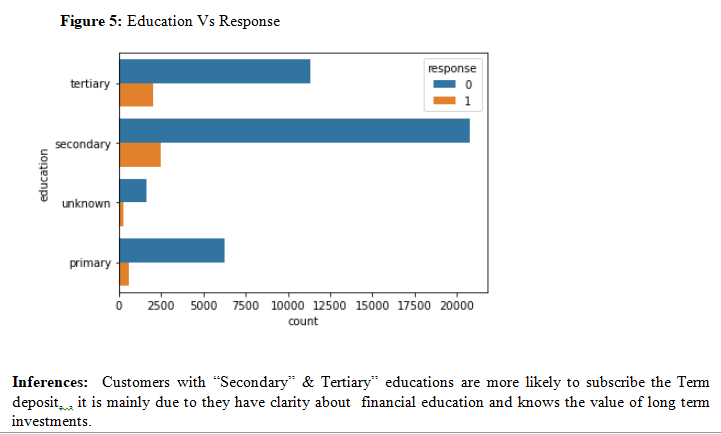 Figure 5: Education Vs Response
response
0
1
tertiary
secondary
unknown
primary
education
0 2500 5000 7500 10000 12500 15000 17500 20000
count
Inferences: Customers with “Secondary” & Tertiary” educations are more likely to subscribe the Term
deposit, it is mainly due to they have clarity about financial education and knows the value of long term
investments.